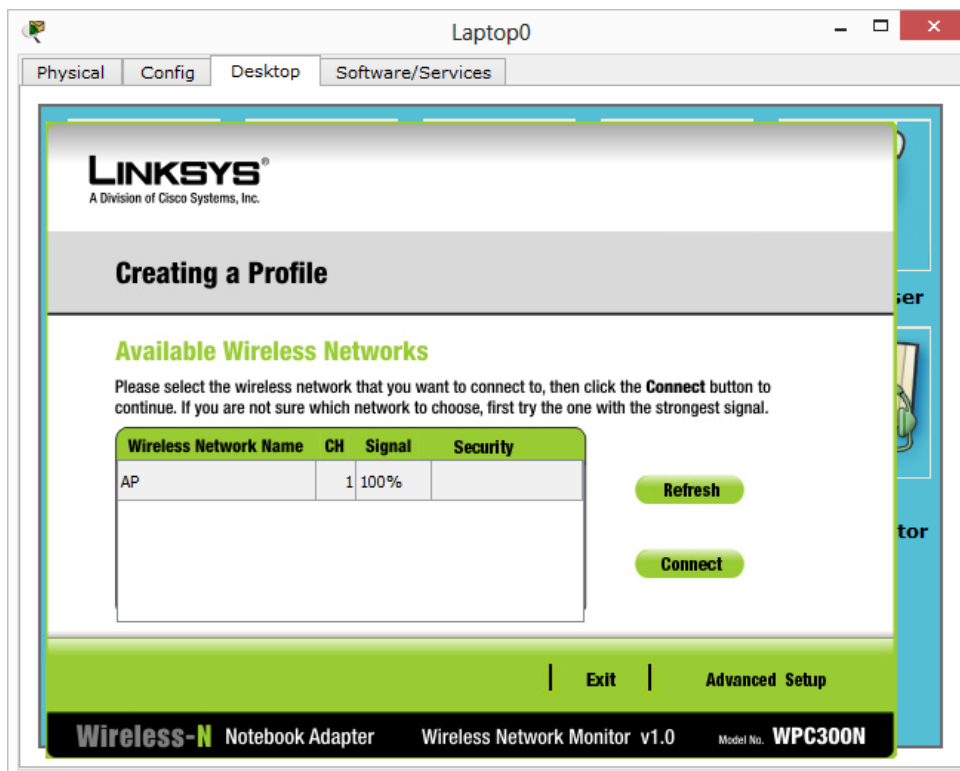 Laptop0
Physical Config Desktop Software/Services
LINKSYS®
A Division of Cisco Systems, Inc.
Creating a Profile
ser
Available Wireless Networks
Please select the wireless network that you want to connect to, then click the Connect button to
continue. If you are not sure which network to choose, first try the one with the strongest signal.
Wireless Network Name CH Signal Security
AP 1 100%
Refresh
tor
Connect
Exit Advanced Setup
Wireless-N Notebook Adapter Wireless Network Monitor v1.0 Model No. WPC300N